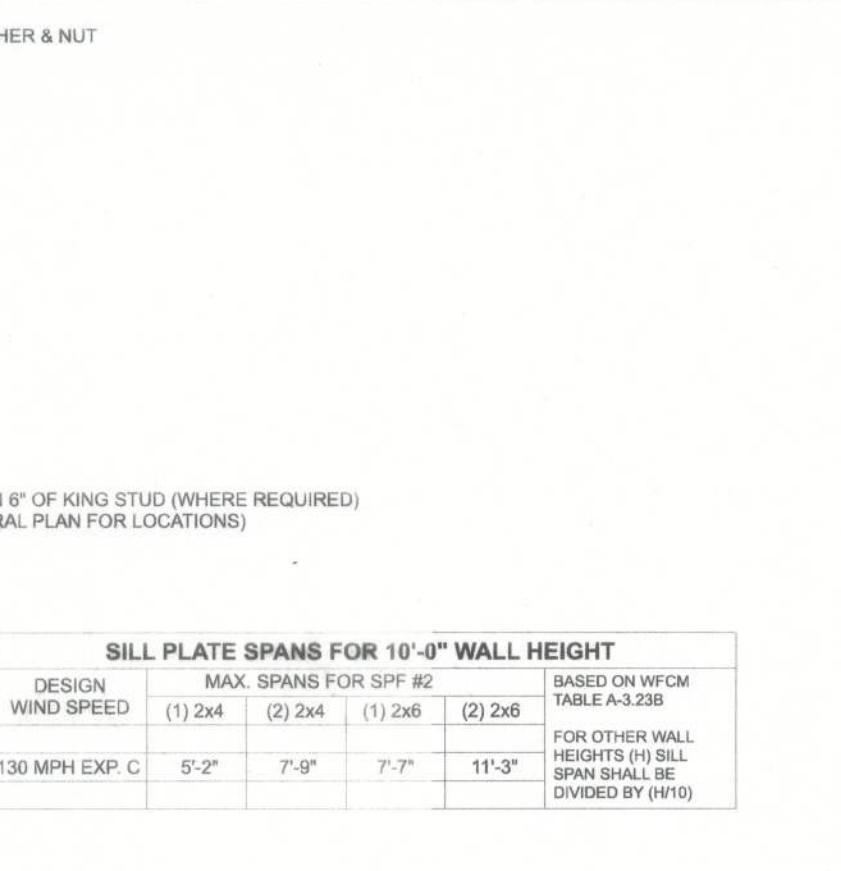 HER & NUT
6" OF KING STUD (WHERE REQUIRED)
RAL PLAN FOR LOCATIONS)
SILL PLATE SPANS FOR 10'-0" WALL HEIGHT
DESIGN
WIND SPEED
MAX. SPANS FOR SPF #2
(1) 2x4 (2) 2x4 (1) 2x6 (2) 2x6
130 MPH EXP. C 5'-2" 7'-9" 7'-7" 11'-3"
BASED ON WFCM
TABLE A-3.23B
FOR OTHER WALL
HEIGHTS (H) SILL
SPAN SHALL BE
DIVIDED BY (H/10)